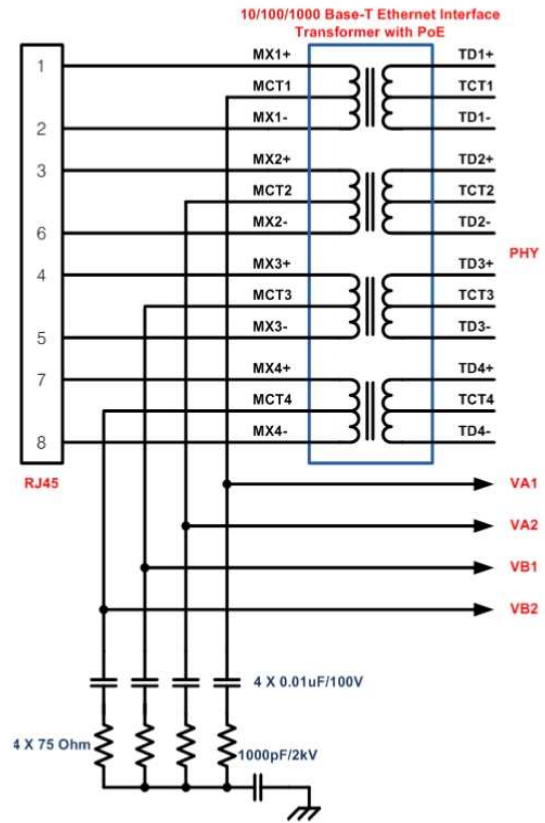 10/100/1000 Base-T Ethernet Interface
Transformer with PoE
1 MX1+ TD1+
MCT1 TCT1
2 MX1- TD1-
3 MX2+ TD2+
MCT2 TCT2
6 MX2- TD2-
PHY
4 MX3+ TD3+
MCT3 TCT3
5 MX3- TD3-
7 MX4+ TD4+
MCT4 TCT4
8 MX4- TD4-
RJ45 VA1
VA2
VB1
VB2
4 X 0.01uF/100V
4 X 75 Ohm
1000pF/2kV